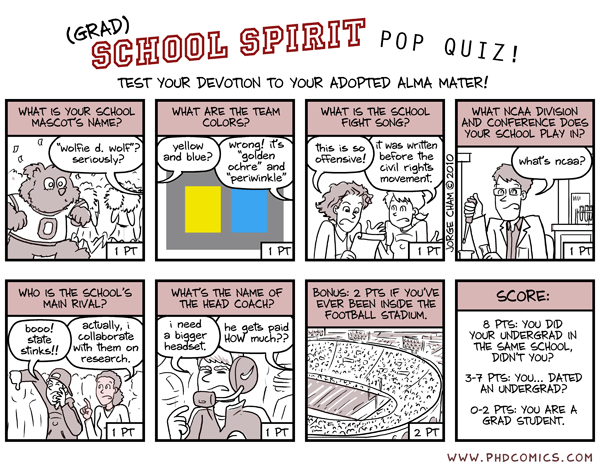 (GRAD)
SCHOOL SPIRIT POP QUIZ!
TEST YOUR DEVOTION TO YOUR ADOPTED ALMA MATER!
WHAT IS YOUR SCHOOL
MASCOT'S NAME?
"wolfie d. wolf"?
seriously?
O
1 PT
WHAT ARE THE TEAM
COLORS?
yellow
and blue?
wrong! it's
"golden
ochre" and
"periwinkle"
1 PT
WHAT IS THE SCHOOL
FIGHT SONG?
this is so
offensive!
it was written
before the
civil rights
movement.
1 PT
JORGE CHAM © 2010
WHAT NCAA DIVISION
AND CONFERENCE DOES
YOUR SCHOOL PLAY IN?
what's ncaa?
1 PT
WHO IS THE SCHOOL'S
MAIN RIVAL?
booo!
state
stinks!!
actually, i
collaborate
with them on
research.
1 PT
WHAT'S THE NAME OF
THE HEAD COACH?
i need
a bigger
headset.
he gets paid
HOW much??
1 PT
BONUS: 2 PTS IF YOU'VE
EVER BEEN INSIDE THE
FOOTBALL STADIUM.
2 PT
SCORE:
8 PTS: YOU DID
YOUR UNDERGRAD IN
THE SAME SCHOOL,
DIDN'T YOU?
3-7 PTS: YOU... DATED
AN UNDERGRAD?
0-2 PTS: YOU ARE A
GRAD STUDENT.
WWW.PHDCOMICS.COM